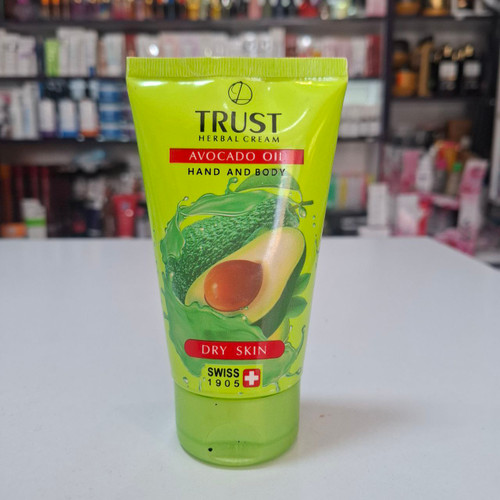 TRUST
HERBAL CREAM
AVOCADO OIL
HAND AND BODY
DRY SKIN
SWISS
1905